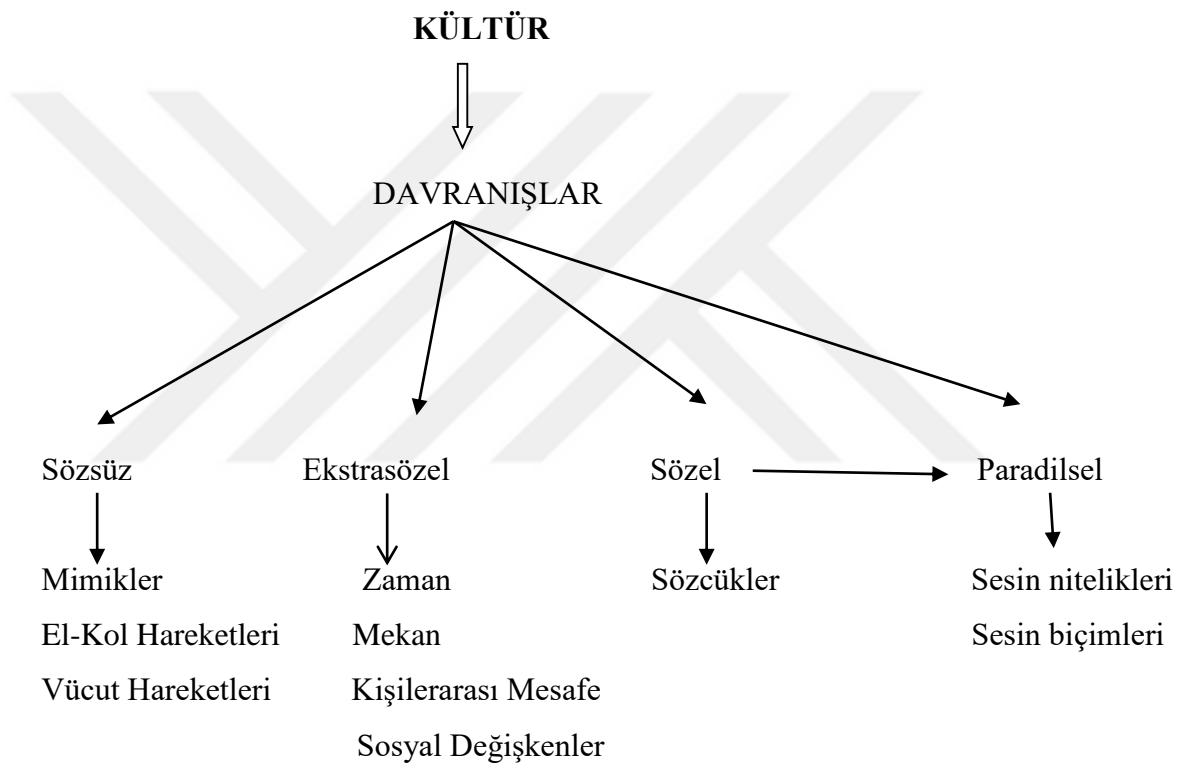 KÜLTÜR
DAVRANIŞLAR
Sözsüz Ekstrasözel Sözel Paradilsel
Mimikler Zaman Sözcükler Sesin nitelikleri
El-Kol Hareketleri Mekan Sesin biçimleri
Vücut Hareketleri Kişilerarası Mesafe
Sosyal Değişkenler